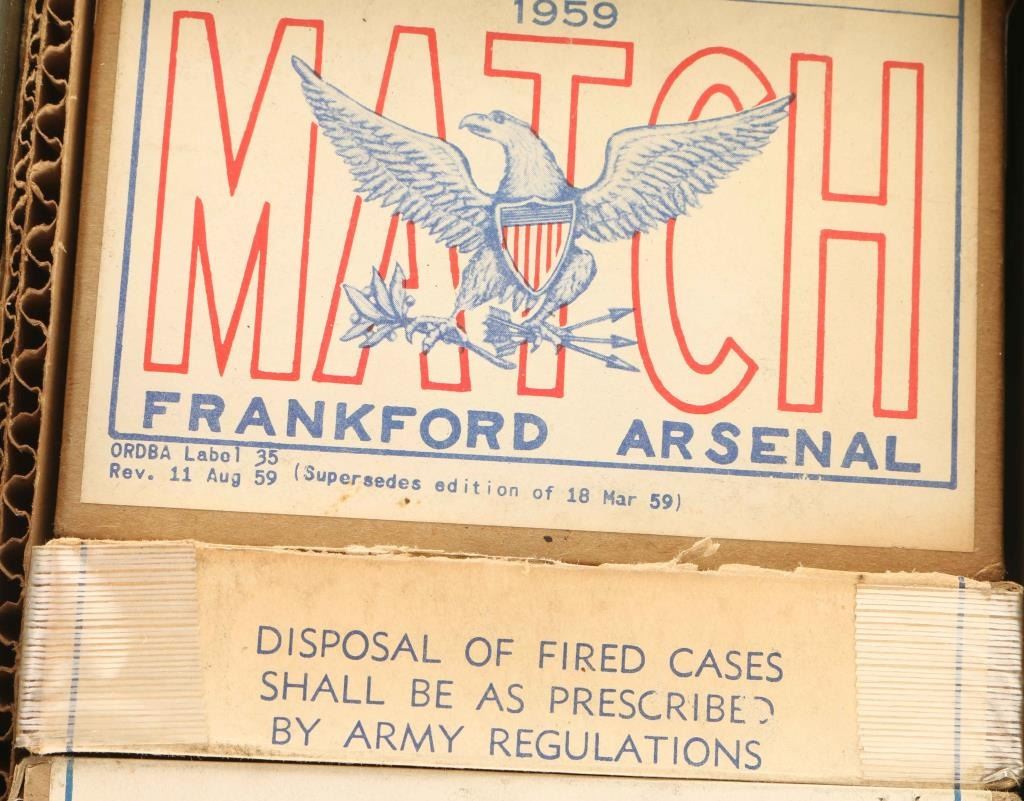 1959
MATCH
FRANKFORD ARSENAL
ORDBA Label 35
Rev. 11 Aug 59 (Supersedes edition of 18 Mar 59)
DISPOSAL OF FIRED CASES
SHALL BE AS PRESCRIBED
BY ARMY REGULATIONS